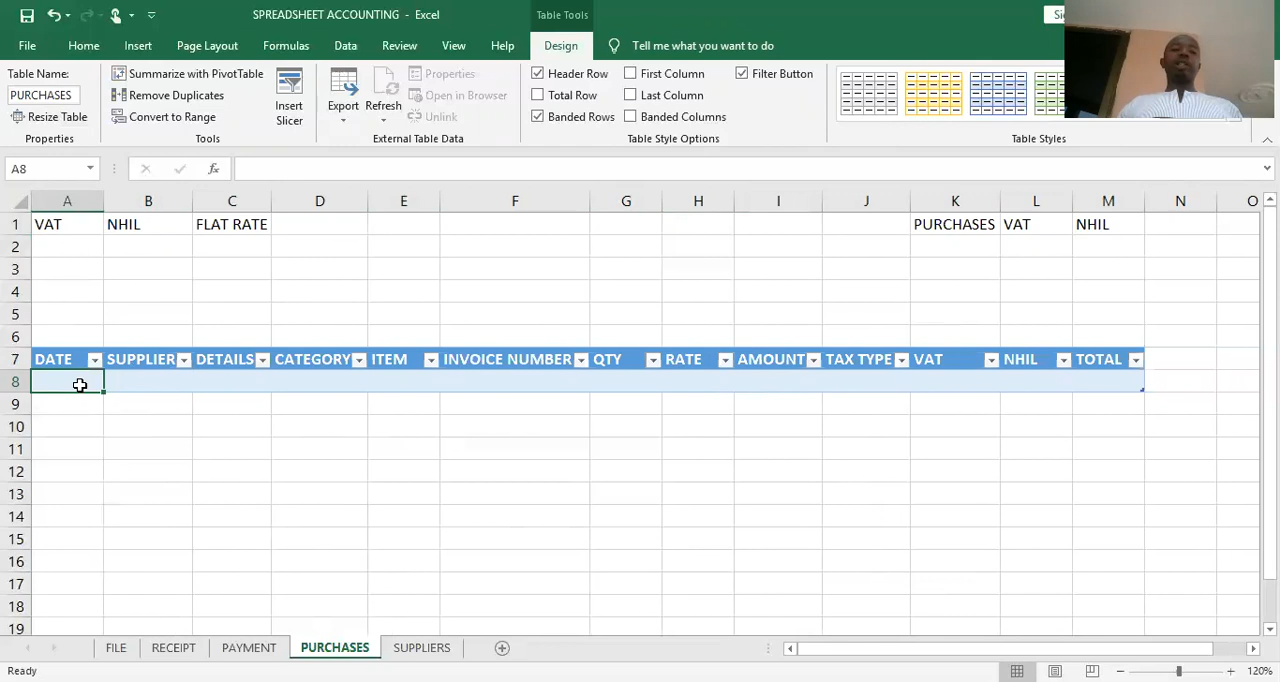 SPREADSHEET ACCOUNTING - Excel
Table Tools
File Home Insert Page Layout Formulas Data Review View Help Design Tell me what you want to do
Table Name:
PURCHASES
Resize Table
Properties
Summarize with PivotTable
Remove Duplicates
Convert to Range
Insert Slicer
Tools
Export
Refresh
Properties
Open in Browser
Unlink
External Table Data
Header Row
Total Row
Banded Rows
First Column
Last Column
Banded Columns
Filter Button
Table Style Options
Table Styles
A8
fx
A B C D E F G H I J K L M N O
1 VAT NHIL FLAT RATE PURCHASES VAT NHIL
2
3
4
5
6
7 DATE SUPPLIER DETAILS CATEGORY ITEM INVOICE NUMBER QTY RATE AMOUNT TAX TYPE VAT NHIL TOTAL
8
9
10
11
12
13
14
15
16
17
18
19
FILE RECEIPT PAYMENT PURCHASES SUPPLIERS
Ready
120%